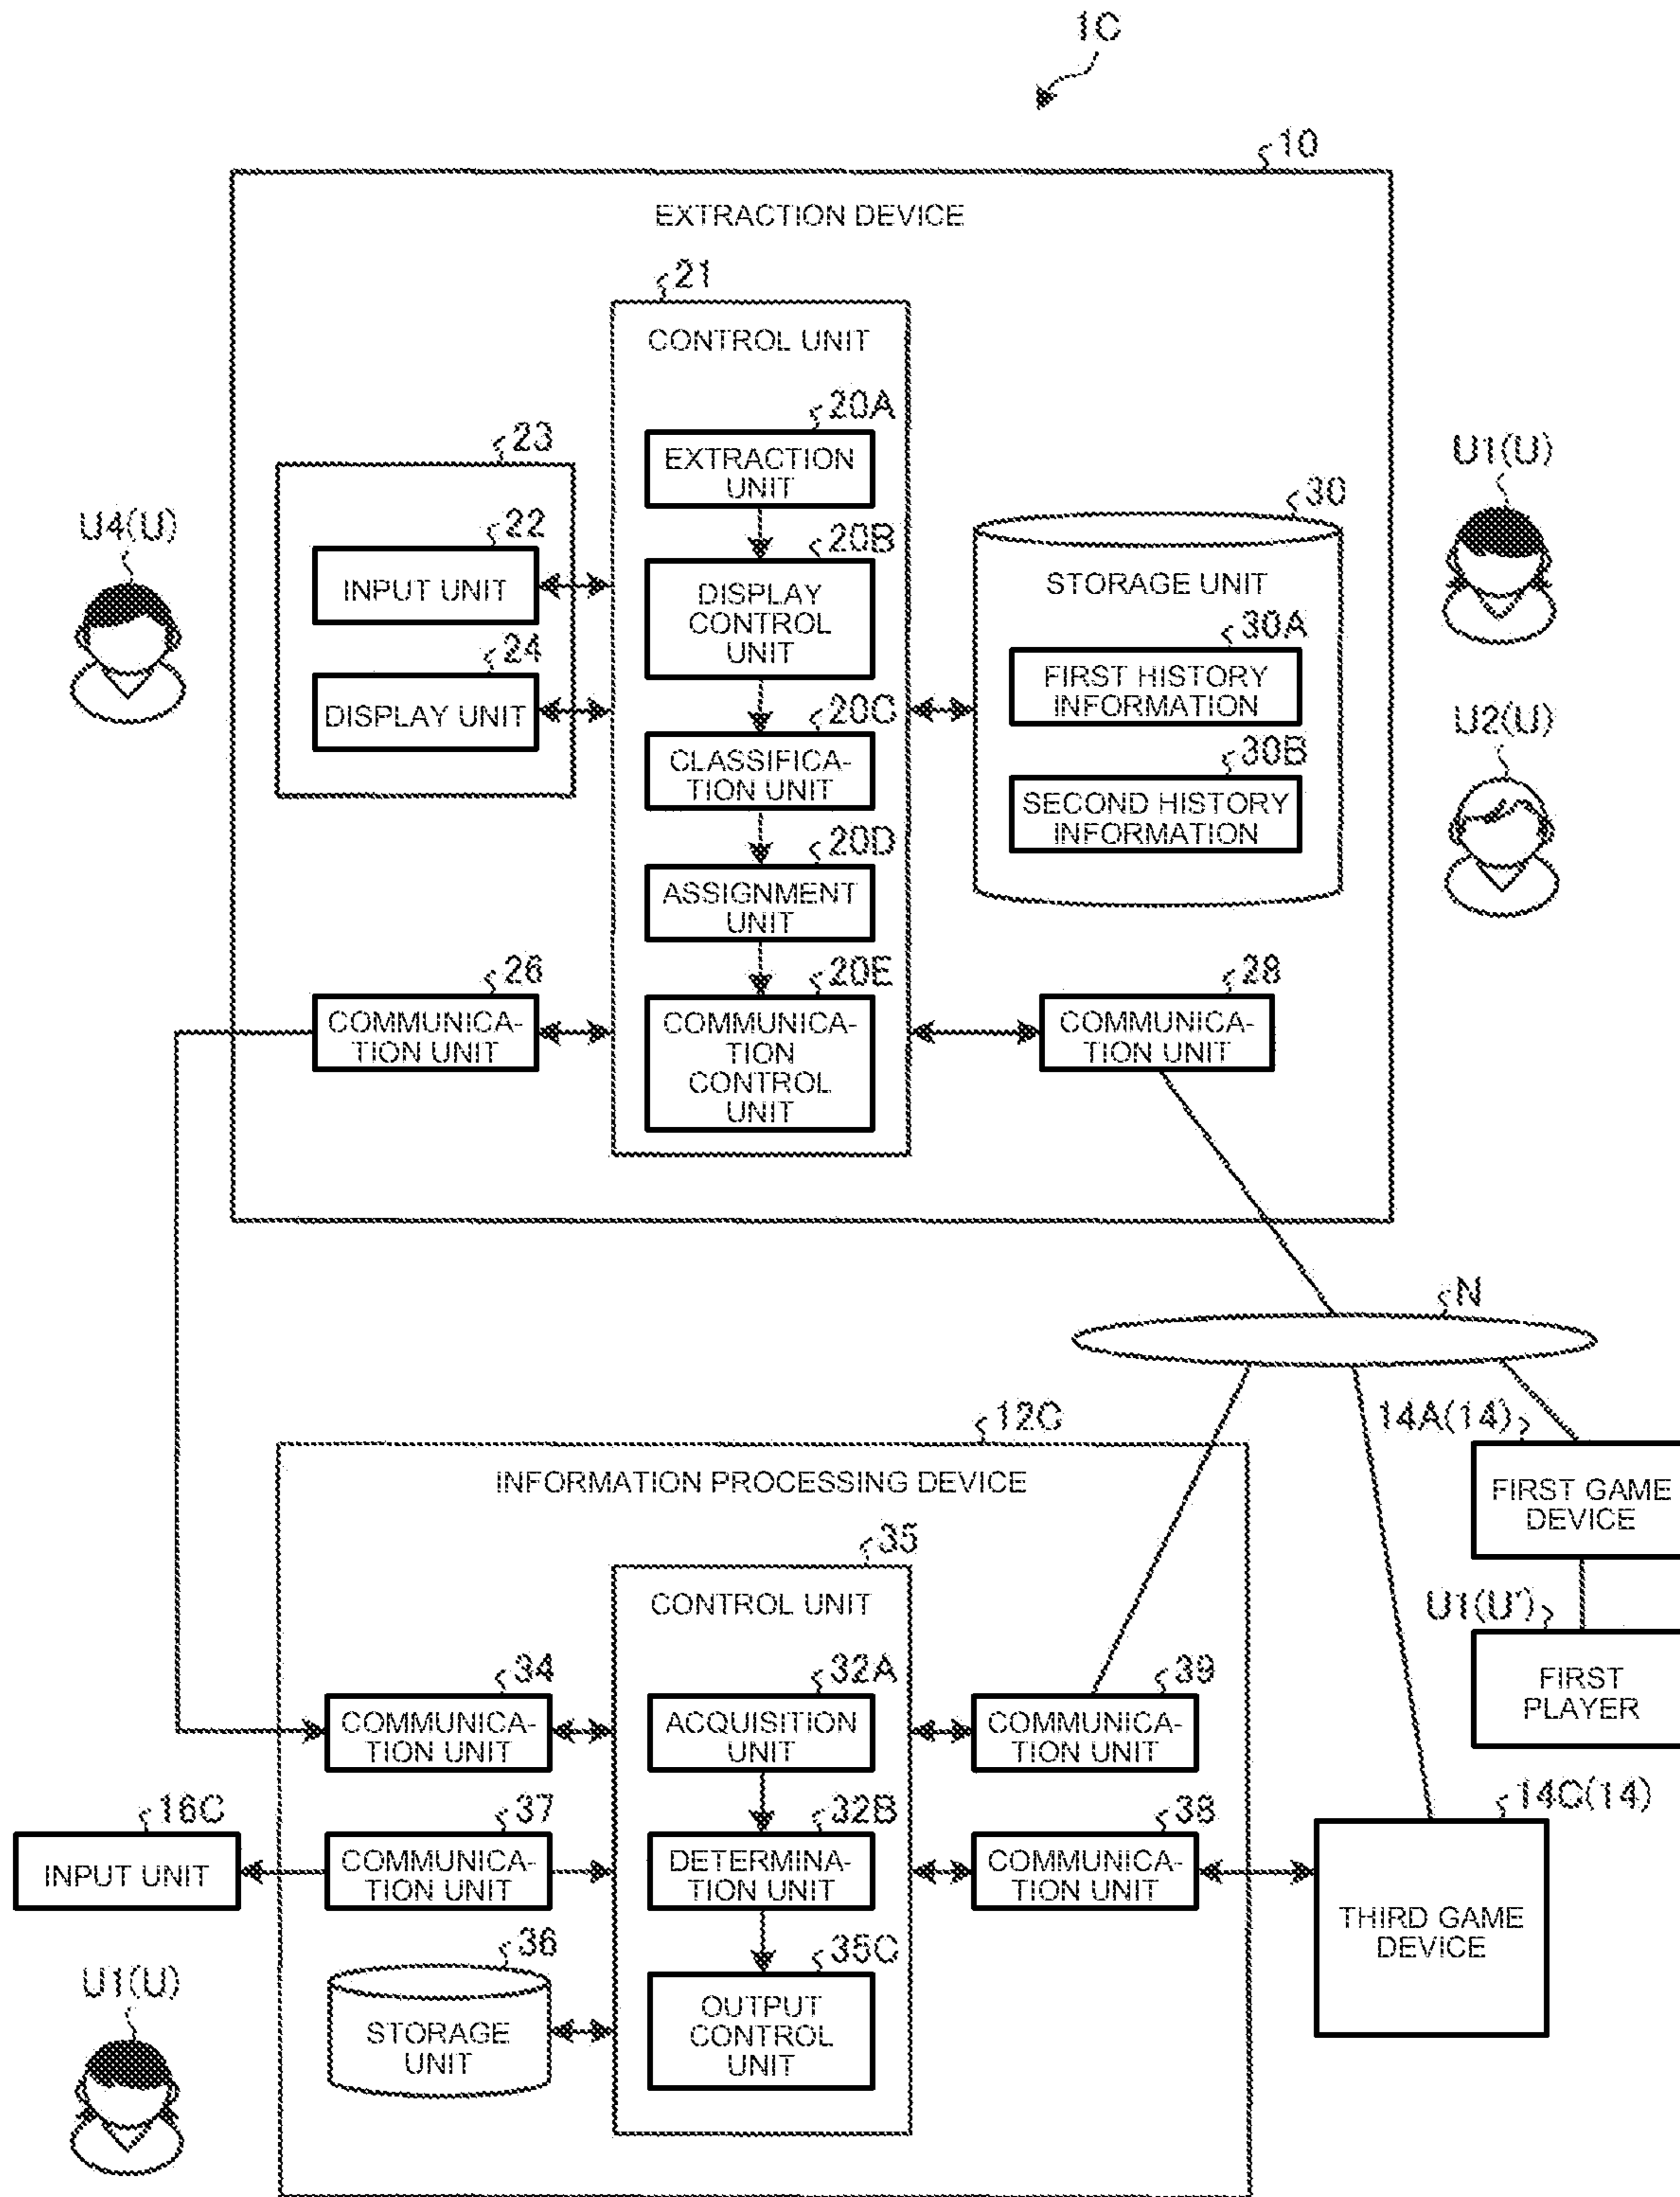 1C
10
EXTRACTION DEVICE
21
CONTROL UNIT
20A
EXTRACTION
UNIT
23
22
INPUT UNIT
24
DISPLAY UNIT
U4(U)
20B
DISPLAY
CONTROL
UNIT
20C
CLASSIFICA-
TION UNIT
20D
ASSIGNMENT
UNIT
20E
COMMUNICA-
TION
CONTROL
UNIT
30
STORAGE UNIT
30A
FIRST HISTORY
INFORMATION
30B
SECOND HISTORY
INFORMATION
U1(U)
U2(U)
26
COMMUNICA-
TION UNIT
28
COMMUNICA-
TION UNIT
N
12C
INFORMATION PROCESSING DEVICE
14A(14)
FIRST GAME
DEVICE
U1(U')
FIRST
PLAYER
35
CONTROL UNIT
34
COMMUNICA-
TION UNIT
32A
ACQUISITION
UNIT
39
COMMUNICA-
TION UNIT
16C
INPUT UNIT
37
COMMUNICA-
TION UNIT
32B
DETERMINA-
TION UNIT
38
COMMUNICA-
TION UNIT
14C(14)
THIRD GAME
DEVICE
36
STORAGE
UNIT
35C
OUTPUT
CONTROL
UNIT
U1(U)